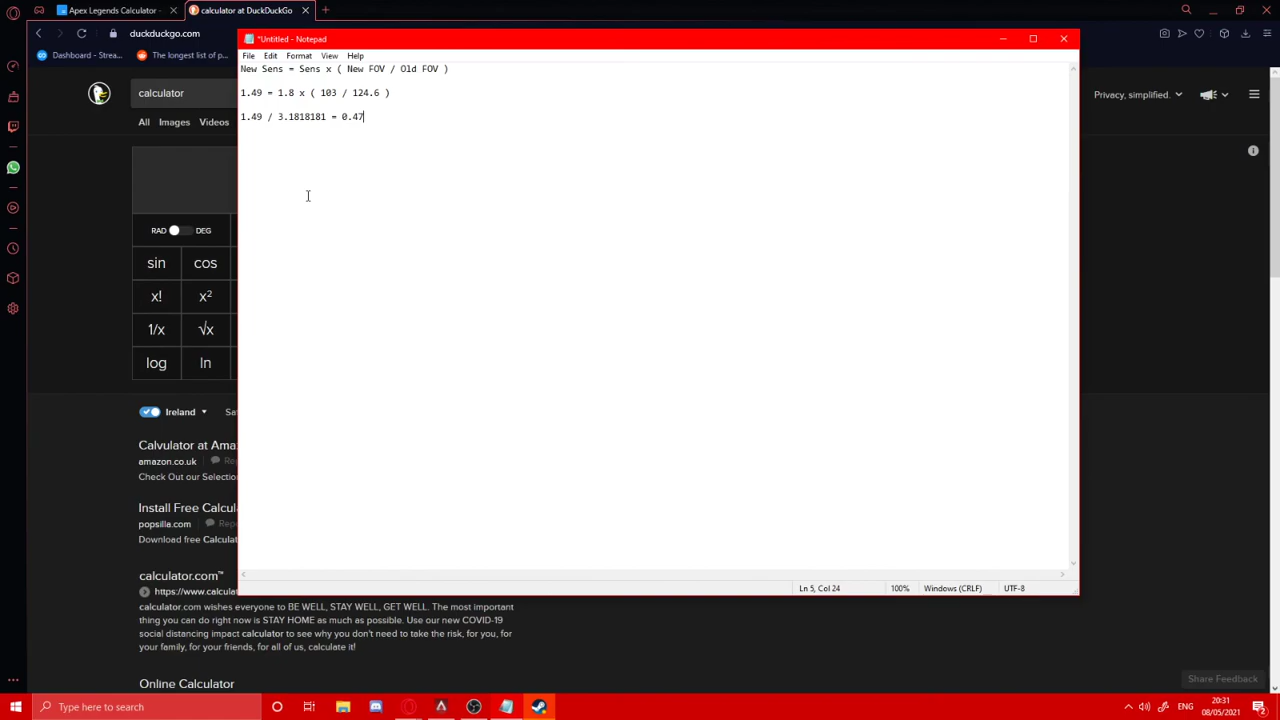 Apex Legends Calculator -
calculator at DuckDuckGo
duckduckgo.com
Dashboard - Strea...
The longest list of p...
*Untitled - Notepad
File Edit Format View Help
New Sens = Sens x ( New FOV / Old FOV )
1.49 = 1.8 x ( 103 / 124.6 )
1.49 / 3.1818181 = 0.47
calculator
Privacy, simplified.
All Images Videos
RAD DEG
sin cos
x! x²
1/x √x
log ln
Ireland
Calvulator at Ama
amazon.co.uk
Check Out our Selection
Install Free Calcul
popsilla.com
Download free Calculat
calculator.com™
https://www.calculat
calculator.com wishes everyone to BE WELL, STAY WELL, GET WELL. The most important
thing you can do right now is STAY HOME as much as possible. Use our new COVID-19
social distancing impact calculator to see why you don't need to take the risk, for you, for
your family, for your friends, for all of us, calculate it!
Online Calculator
Ln 5, Col 24 100% Windows (CRLF) UTF-8
Share Feedback
Type here to search
ENG
20:31
08/05/2021
2